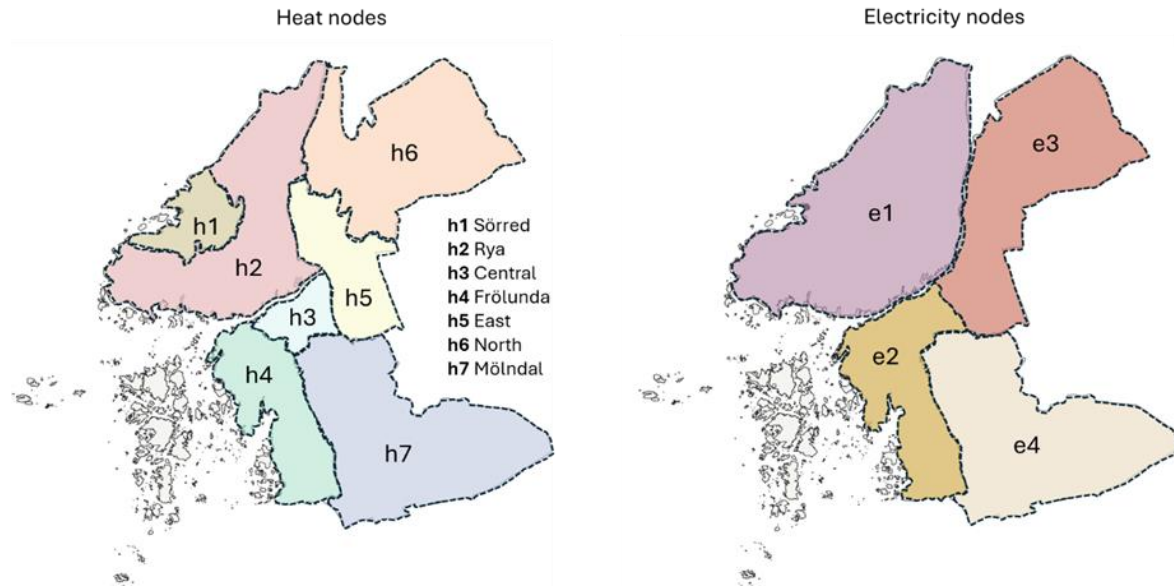 Heat nodes
Electricity nodes
h6
e3
h1
e1
h1 Sörred
h2 Rya
h3 Central
h4 Frölunda
h5 East
h6 North
h7 Mölndal
h2
h5
h3
h4
e2
h7
e4